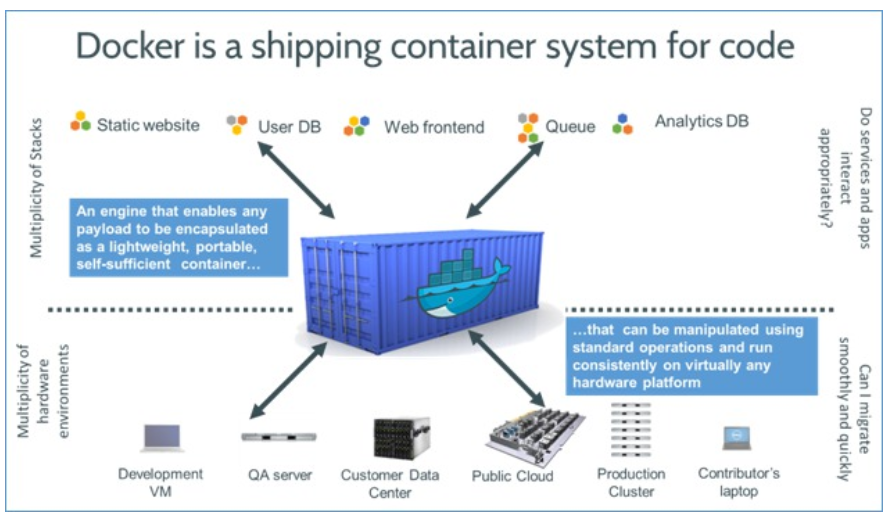 Docker is a shipping container system for code
Multiplicity of Stacks
Static website
User DB
Web frontend
Queue
Analytics DB
Do services and apps
interact
appropriately?
An engine that enables any
payload to be encapsulated
as a lightweight, portable,
self-sufficient container…
…that can be manipulated using
standard operations and run
consistently on virtually any
hardware platform
Multiplicity of
hardware
environments
Can I migrate
smoothly and quickly
Development
VM
QA server
Customer Data
Center
Public Cloud
Production
Cluster
Contributor's
laptop